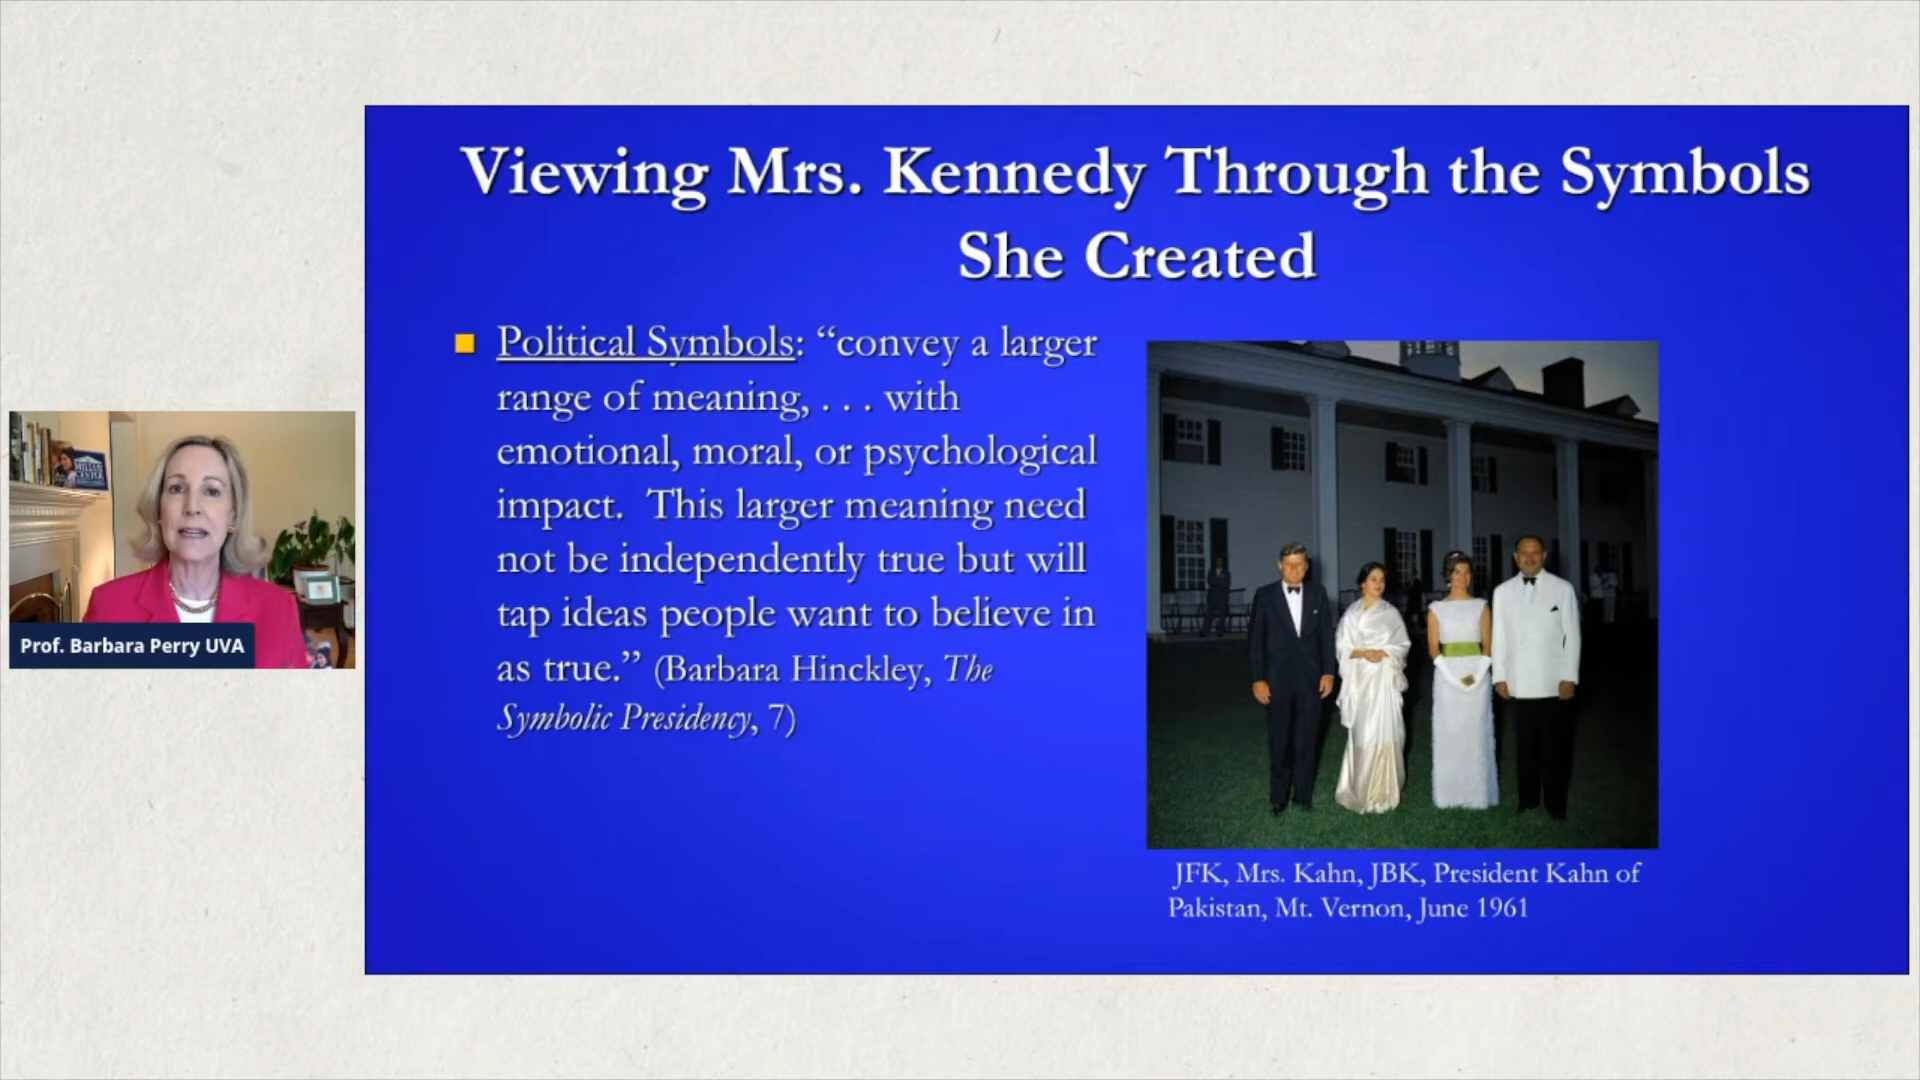 Viewing Mrs. Kennedy Through the Symbols
She Created
Political Symbols: “convey a larger
range of meaning, . . . with
emotional, moral, or psychological
impact.  This larger meaning need
not be independently true but will
tap ideas people want to believe in
as true.” (Barbara Hinckley, The
Symbolic Presidency, 7)
JFK, Mrs. Kahn, JBK, President Kahn of
Pakistan, Mt. Vernon, June 1961
MILLER
CENTER
Prof. Barbara Perry UVA